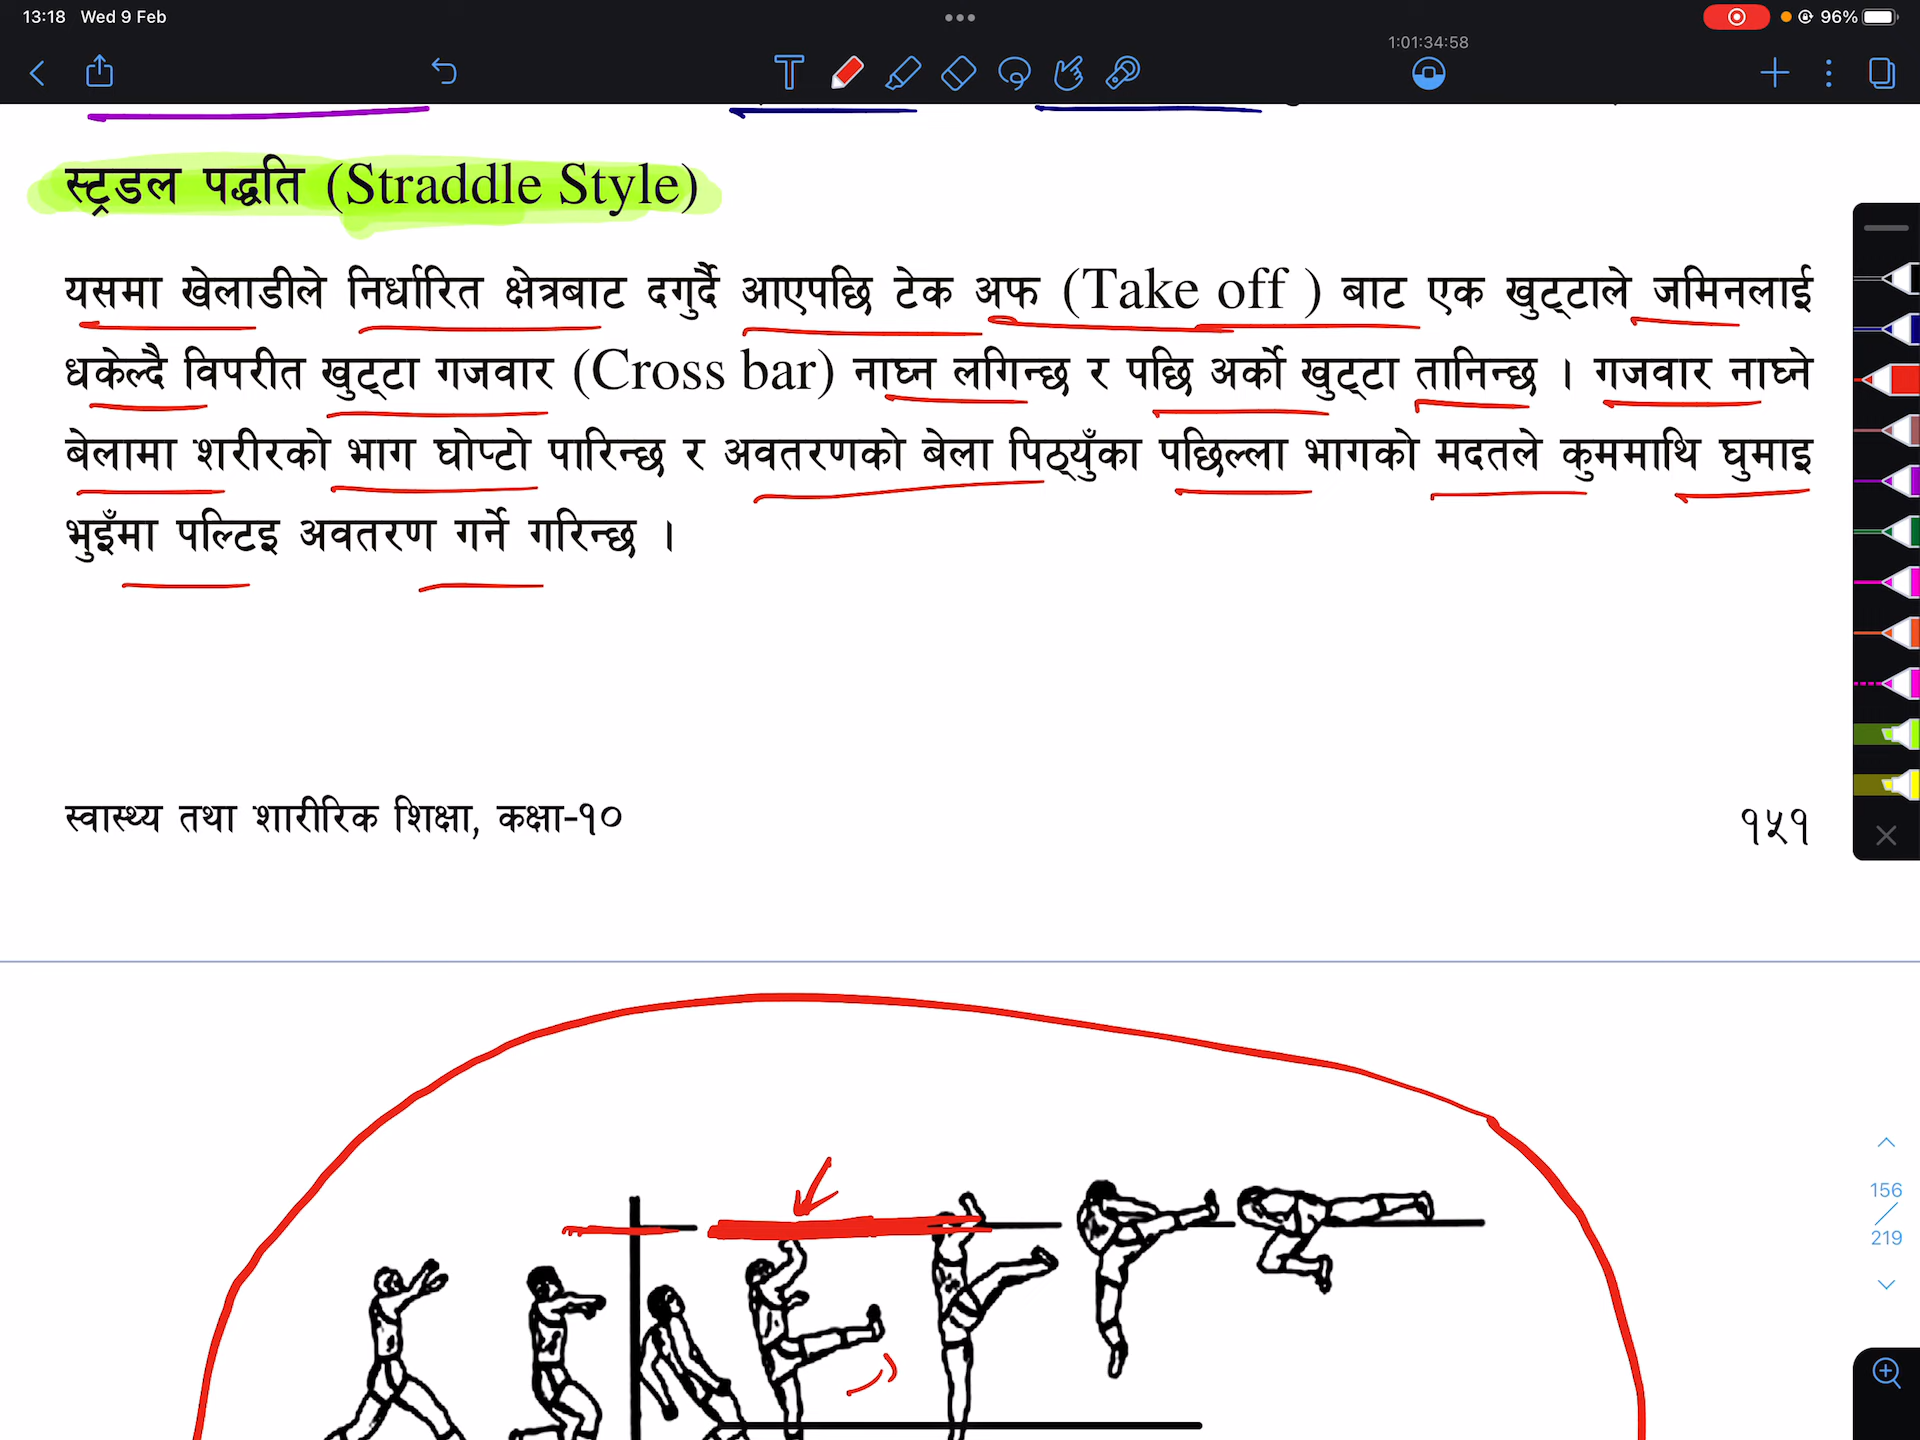 13:18 Wed 9 Feb
96%
1:01:34:58
स्ट्रडल पद्धति (Straddle Style)
यसमा खेलाडीले निर्धारित क्षेत्रबाट दगुर्दै आएपछि टेक अफ (Take off ) बाट एक खुट्टाले जमिनलाई
धकेल्दै विपरीत खुट्टा गजवार (Cross bar) नाघ्न लगिन्छ र पछि अर्को खुट्टा तानिन्छ । गजवार नाघ्ने
बेलामा शरीरको भाग घोप्टो पारिन्छ र अवतरणको बेला पिठ्युँका पछिल्ला भागको मदतले कुममाथि घुमाइ
भुइँमा पल्टिइ अवतरण गर्ने गरिन्छ ।
स्वास्थ्य तथा शारीरिक शिक्षा, कक्षा-१०
१५१
156
219